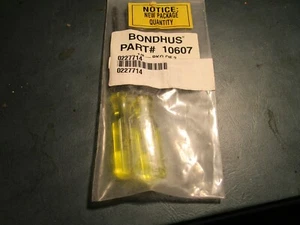 NOTICE:
NEW PACKAGE
QUANTITY
BONDHUS
PART# 10607
0227714
0227714